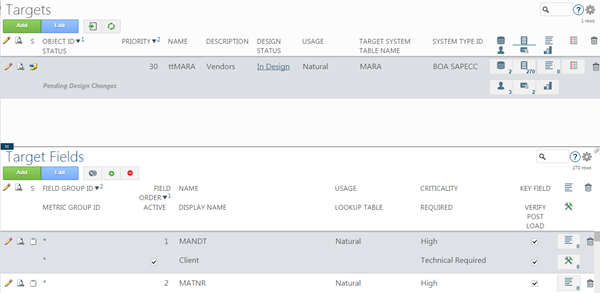 Targets
Add Edit
1 rows
S OBJECT ID ▼1 PRIORITY ▼2 NAME DESCRIPTION DESIGN USAGE TARGET SYSTEM SYSTEM TYPE ID
STATUS STATUS TABLE NAME
30 ttMARA Vendors In Design Natural MARA BOA SAPECC 2 270 0
Pending Design Changes 3 2
Target Fields
Add Edit
270 rows
S FIELD GROUP ID ▼2 FIELD NAME USAGE CRITICALITY KEY FIELD
ORDER ▼1
METRIC GROUP ID ACTIVE DISPLAY NAME LOOKUP TABLE REQUIRED VERIFY
POST
LOAD
* 1 MANDT Natural High 0
* Client Technical Required 0
* 2 MATNR Natural High 0